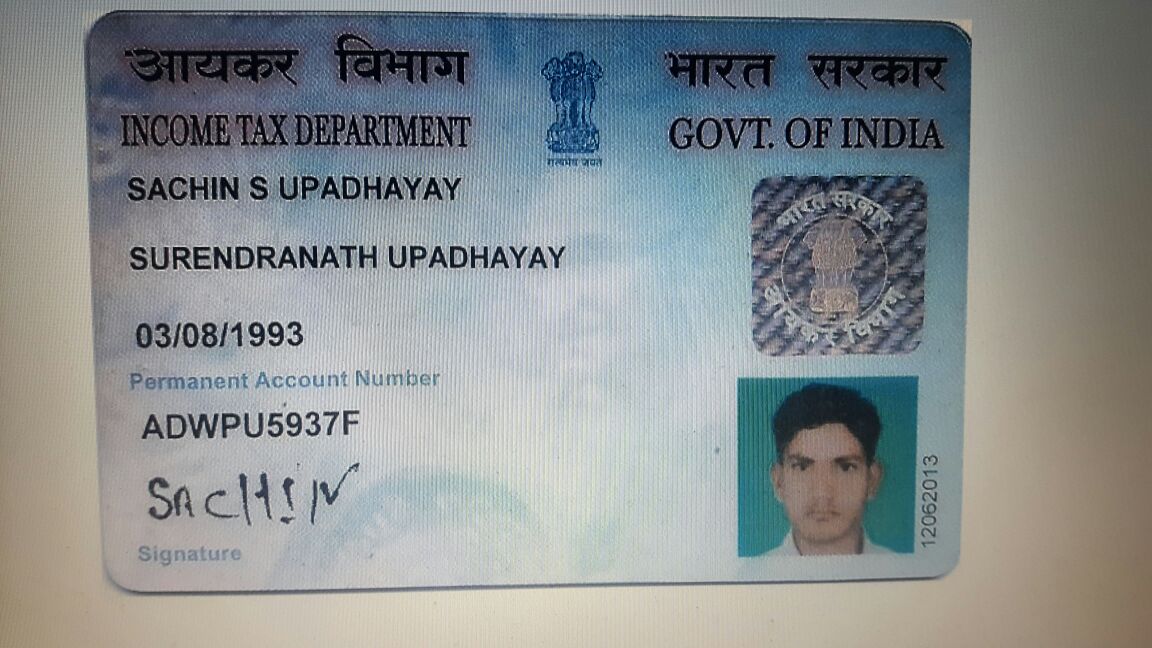 आयकर विभाग
भारत सरकार
INCOME TAX DEPARTMENT
GOVT. OF INDIA
सत्यमेव जयते
SACHIN S UPADHAYAY
SURENDRANATH UPADHAYAY
03/08/1993
Permanent Account Number
ADWPU5937F
SACHIN
Signature
भारत सरकार
आयकर विभाग
12062013